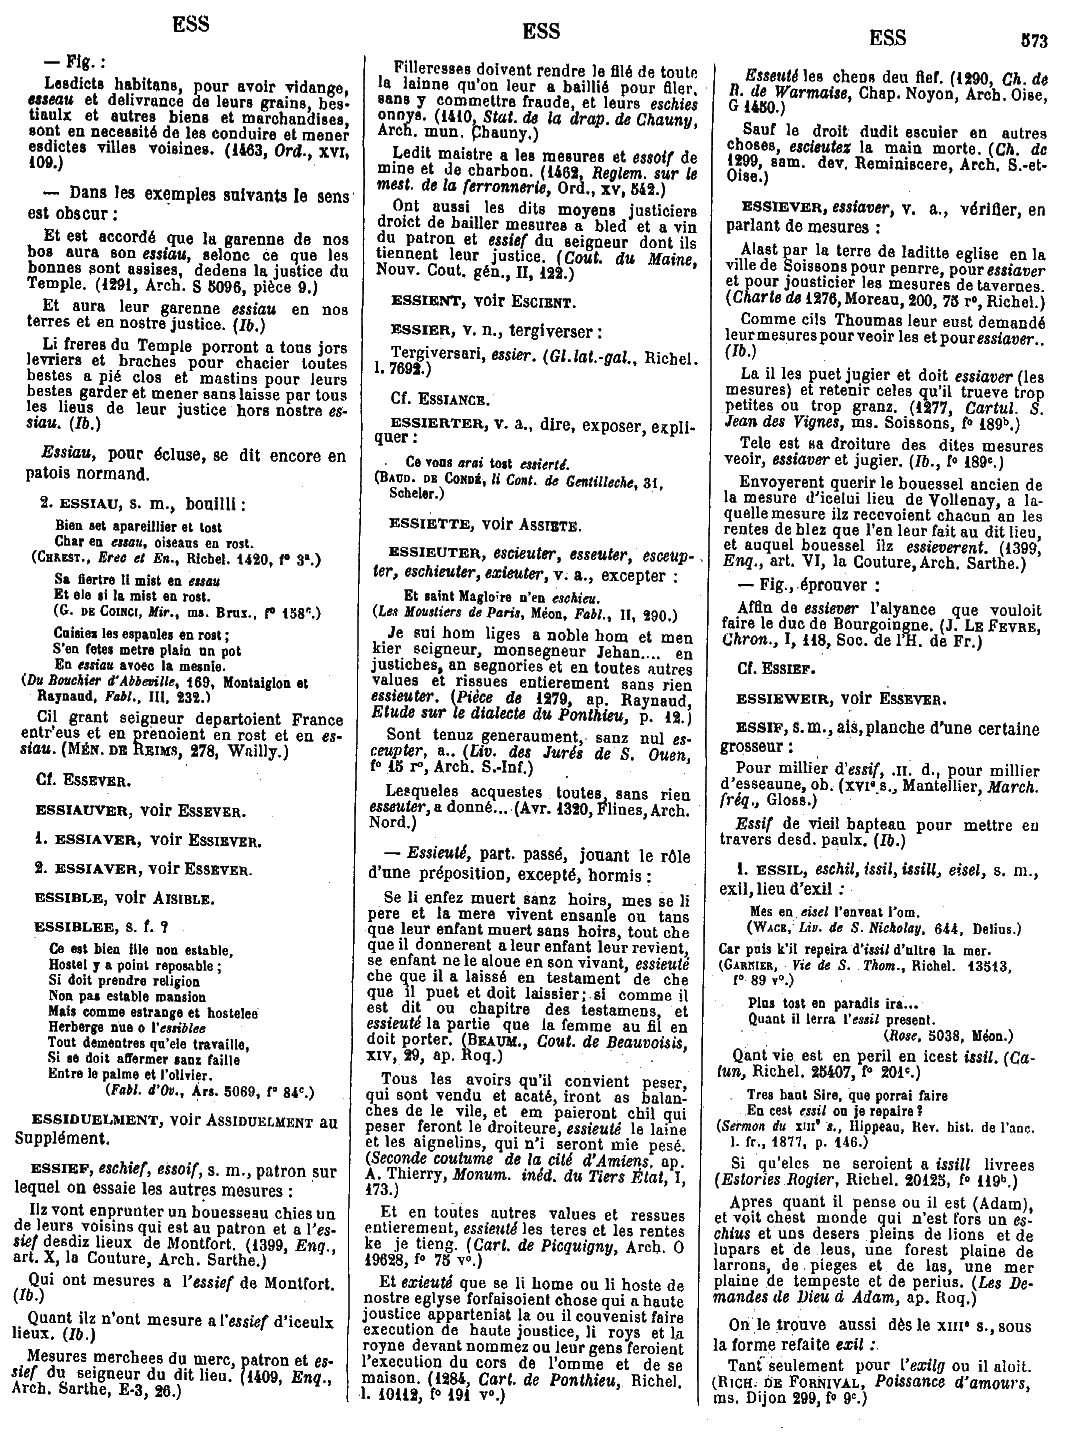 ESS
ESS
ESS
573
— Fig. :
Lesdicts habitans, pour avoir vidange,
esseau et delivrance de leurs grains, bes-
tiaulx et autres biens et marchandises,
sont en necessité de les conduire et mener
esdictes villes voisines. (1463, Ord., XVI,
109.)
— Dans les exemples suivants le sens
est obscur :
Et est accordé que la garenne de nos
bos aura son essiau, selonc ce que les
bonnes sont assises, dedens la justice du
Temple. (1291, Arch. S 5096, pièce 9.)
Et aura leur garenne essiau en nos
terres et en nostre justice. (Ib.)
Li freres du Temple porront a tous jors
levriers et braches pour chacier toutes
bestes a pié clos et mastins pour leurs
bestes garder et mener sans laisse par tous
les lieus de leur justice hors nostre es-
siau. (Ib.)
Essiau, pour écluse, se dit encore en
patois normand.
2. ESSIAU, s. m., bouilli :
Bien set apareillier et tost
Char en essau, oiseaus en rost.
(CHREST., Erec et En., Richel. 1420, f° 3ª.)
Sa fiertre li mist en essau
Et ele si la mist en rost.
(G. DE COINCI, Mir., ms. Brux., f° 158ᶜ.)
Cuisiez les espaules en rost ;
S'en fetes metre plain un pot
En essiau avoec la mesnie.
(Du Bouchier d'Abbeville, 169, Montaiglon et
Raynaud, Fabl., III, 232.)
Cil grant seigneur departoient France
entr'eus et en prenoient en rost et en es-
siau. (MÉN. DE REIMS, 278, Wailly.)
Cf. ESSEVER.
ESSIAUVER, voir ESSEVER.
1. ESSIAVER, voir ESSIEVER.
2. ESSIAVER, voir ESSEVER.
ESSIBLE, voir AISIBLE.
ESSIBLEE, s. f. ?
Ce est bien file non estable,
Hostel y a point reposable ;
Si doit prendre religion
Non pas estable mansion
Mais comme estrange et hostelee
Herberge nue o l'essiblee
Tout dementres qu'ele travaille,
Si se doit affermer sanz faille
Entre le palme et l'olivier.
(Fabl. d'Ov., Ars. 5069, f° 84ᶜ.)
ESSIDUELMENT, voir ASSIDUELMENT au
Supplément.
ESSIEF, eschief, essoif, s. m., patron sur
lequel on essaie les autres mesures :
Ilz vont enprunter un bouesseau chies un
de leurs voisins qui est au patron et a l'es-
sief desdiz lieux de Montfort. (1399, Enq.,
art. X, la Couture, Arch. Sarthe.)
Qui ont mesures a l'essief de Montfort.
(Ib.)
Quant ilz n'ont mesure a l'essief d'iceulx
lieux. (Ib.)
Mesures merchees du merc, patron et es-
sief du seigneur du dit lieu. (1409, Enq.,
Arch. Sarthe, E-3, 26.)
Filleresses doivent rendre le filé de toute
la lainne qu'on leur a baillié pour filer,
sans y commettre fraude, et leurs eschies
onnys. (1410, Stat. de la drap. de Chauny,
Arch. mun. Chauny.)
Ledit maistre a les mesures et essoif de
mine et de charbon. (1462, Reglem. sur le
mest. de la ferronnerie, Ord., XV, 542.)
Ont aussi les dits moyens justiciers
droict de bailler mesures a bled et a vin
du patron et essief du seigneur dont ils
tiennent leur justice. (Cout. du Maine,
Nouv. Cout. gén., II, 122.)
ESSIENT, voir ESCIENT.
ESSIER, v. n., tergiverser :
Tergiversari, essier. (Gl. lat.-gal., Richel.
l. 7692.)
Cf. ESSIANCE.
ESSIERTER, v. a., dire, exposer, expli-
quer :
Ce vous arai tost essierté.
(BAUD. DE CONDÉ, li Cont. de Gentilleche, 31,
Scheler.)
ESSIETTE, voir ASSIETE.
ESSIEUTER, escieuter, esseuter, esceup-
ter, eschieuter, exieuter, v. a., excepter :
Et saint Magloire n'en eschieu.
(Les Moustiers de Paris, Méon, Fabl., II, 290.)
Je sui hom liges a noble hom et men
kier seigneur, monsegneur Jehan.... en
justiches, an segnories et en toutes autres
values et rissues entierement sans rien
essieuter. (Pièce de 1279, ap. Raynaud,
Etude sur le dialecte du Ponthieu, p. 12.)
Sont tenuz generaument, sanz nul es-
ceupter, a.. (Liv. des Jurés de S. Ouen,
f° 15 r°, Arch. S.-Inf.)
Lesqueles acquestes toutes, sans rien
esseuter, a donné... (Avr. 1320, Flines, Arch.
Nord.)
— Essieuté, part. passé, jouant le rôle
d'une préposition, excepté, hormis :
Se li enfez muert sanz hoirs, mes se li
pere et la mere vivent ensanle ou tans
que leur enfant muert sans hoirs, tout che
que il donnerent a leur enfant leur revient,
se enfant ne le aloue en son vivant, essieuté
che que il a laissé en testament de che
que il puet et doit laissier; si comme il
est dit ou chapitre des testamens, et
essieuté la partie que la femme au fil en
doit porter. (BEAUM., Cout. de Beauvoisis,
XIV, 29, ap. Roq.)
Tous les avoirs qu'il convient peser,
qui sont vendu et acaté, iront as balan-
ches de le vile, et em paieront chil qui
peser feront le droiteure, essieuté le laine
et les aignelins, qui n'i seront mie pesé.
(Seconde coutume de la cité d'Amiens, ap.
A. Thierry, Monum. inéd. du Tiers Etat, I,
173.)
Et en toutes autres values et ressues
entierement, essieuté les teres et les rentes
ke je tieng. (Cart. de Picquigny, Arch. O
19628, f° 75 v°.)
Et exieuté que se li home ou li hoste de
nostre eglyse forfaisoient chose qui a haute
joustice appartenist la ou il couvenist faire
execution de haute joustice, li roys et la
royne devant nommez ou leur gens feroient
l'execution du cors de l'omme et de se
maison. (1284, Cart. de Ponthieu, Richel.
l. 10112, f° 191 v°.)
Esseuté les chens deu fief. (1290, Ch. de
R. de Warmaise, Chap. Noyon, Arch. Oise,
G 1450.)
Sauf le droit dudit escuier en autres
choses, escieutez la main morte. (Ch. de
1299, sam. dev. Reminiscere, Arch. S.-et-
Oise.)
ESSIEVER, essiaver, v. a., vérifier, en
parlant de mesures :
Alast par la terre de laditte eglise en la
ville de Soissons pour penrre, pour essiaver
et pour jousticier les mesures de tavernes.
(Charte de 1276, Moreau, 200, 75 r°, Richel.)
Comme cils Thoumas leur eust demandé
leur mesures pour veoir les et pour essiaver..
(Ib.)
La il les puet jugier et doit essiaver (les
mesures) et retenir celes qu'il trueve trop
petites ou trop granz. (1277, Cartul. S.
Jean des Vignes, ms. Soissons, f° 189ᵇ.)
Tele est sa droiture des dites mesures
veoir, essiaver et jugier. (Ib., f° 189ᶜ.)
Envoyerent querir le bouessel ancien de
la mesure d'icelui lieu de Vollenay, a la-
quelle mesure ilz recevoient chacun an les
rentes de blez que l'en leur fait au dit lieu,
et auquel bouessel ilz essieverent. (1399,
Enq., art. VI, la Couture, Arch. Sarthe.)
— Fig., éprouver :
Affin de essiever l'alyance que vouloit
faire le duc de Bourgoingne. (J. LE FEVRE,
Chron., I, 118, Soc. de l'H. de Fr.)
Cf. ESSIEF.
ESSIEWEIR, voir ESSEVER.
ESSIF, s. m., ais, planche d'une certaine
grosseur :
Pour millier d'essif, .II. d., pour millier
d'esseaune, ob. (XVIᵉ s., Mantellier, March.
fréq., Gloss.)
Essif de vieil bapteau pour mettre en
travers desd. paulx. (Ib.)
1. ESSIL, eschil, issil, issill, eisel, s. m.,
exil, lieu d'exil :
Mes en eisel l'enveat l'om.
(WACE, Liv. de S. Nicholay, 644, Delius.)
Car puis k'il repeira d'issil d'ultre la mer.
(GARNIER, Vie de S. Thom., Richel. 13513,
f° 89 v°.)
Plus tost en paradis ira...
Quant il lerra l'essil present.
(Rose, 5038, Méon.)
Qant vie est en peril en icest issil. (Ca-
tun, Richel. 25407, f° 201ᶜ.)
Tres haut Sire, que porrai faire
En cest essil ou je repaire ?
(Sermon du XIIIᵉ s., Hippeau, Rev. hist. de l'anc.
l. fr., 1877, p. 146.)
Si qu'eles ne seroient a issill livrees
(Estories Rogier, Richel. 20125, f° 119ᵇ.)
Apres quant il pense ou il est (Adam),
et voit chest monde qui n'est fors un es-
chius et uns desers pleins de lions et de
lupars et de leus, une forest plaine de
larrons, de pieges et de las, une mer
plaine de tempeste et de perius. (Les De-
mandes de Dieu à Adam, ap. Roq.)
On le trouve aussi dès le XIIIᵉ s., sous
la forme refaite exil :
Tant seulement pour l'exilg ou il aloit.
(RICH. DE FORNIVAL, Poissance d'amours,
ms. Dijon 299, f° 9ᶜ.)